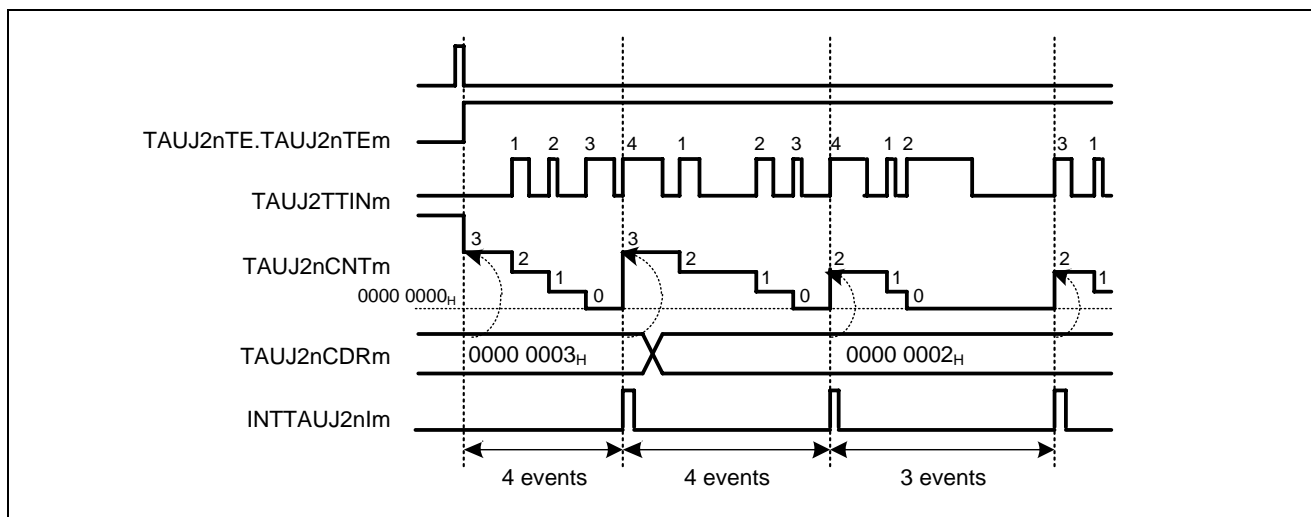 TAUJ2nTE.TAUJ2nTEm
1 2 3 4 1 2 3 4 1 2 3 1
TAUJ2TTINm
3 2 1 0 3 2 1 0 2 1 0 2 1
TAUJ2nCNTm
0000 0000H
TAUJ2nCDRm
0000 0003H 0000 0002H
INTTAUJ2nIm
4 events 4 events 3 events